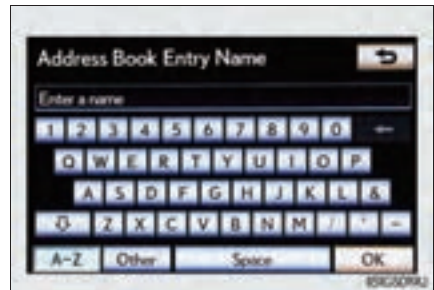 Address Book Entry Name
Enter a name
1 2 3 4 5 6 7 8 9 0
Q W E R T Y U I O P
A S D F G H J K L &
Z X C V B N M / ' -
A-Z Other Space OK